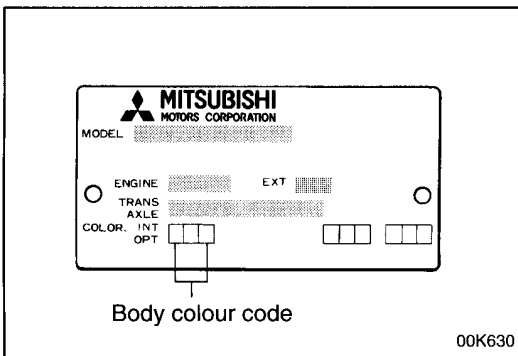 MITSUBISHI
MOTORS CORPORATION
MODEL
ENGINE EXT
TRANS
AXLE
COLOR. INT
OPT
Body colour code
00K630